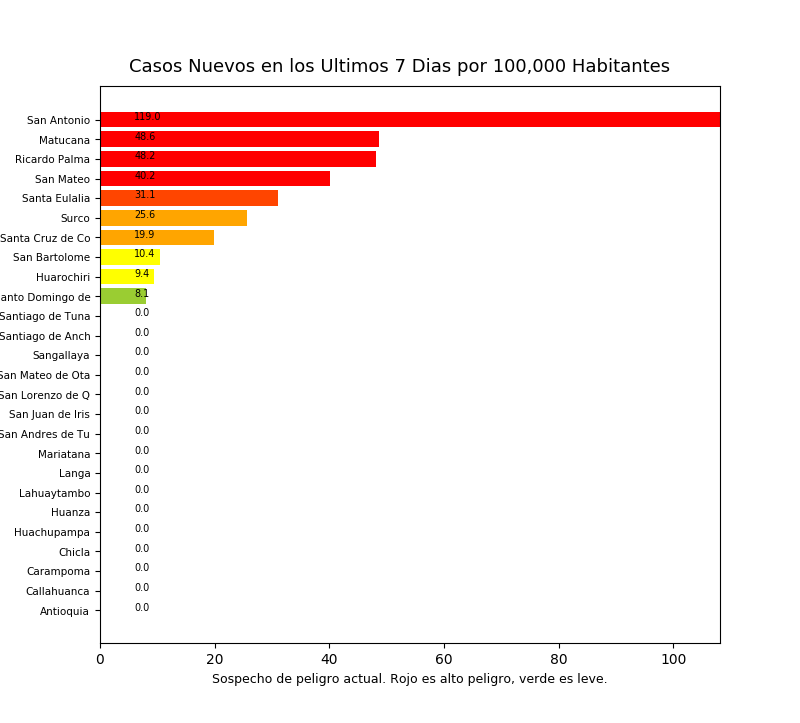 Casos Nuevos en los Ultimos 7 Dias por 100,000 Habitantes
San Antonio 119.0
Matucana 48.6
Ricardo Palma 48.2
San Mateo 40.2
Santa Eulalia 31.1
Surco 25.6
Santa Cruz de Co 19.9
San Bartolome 10.4
Huarochiri 9.4
anto Domingo de 8.1
Santiago de Tuna 0.0
Santiago de Anch 0.0
Sangallaya 0.0
San Mateo de Ota 0.0
San Lorenzo de Q 0.0
San Juan de Iris 0.0
San Andres de Tu 0.0
Mariatana 0.0
Langa 0.0
Lahuaytambo 0.0
Huanza 0.0
Huachupampa 0.0
Chicla 0.0
Carampoma 0.0
Callahuanca 0.0
Antioquia 0.0
0 20 40 60 80 100
Sospecho de peligro actual. Rojo es alto peligro, verde es leve.